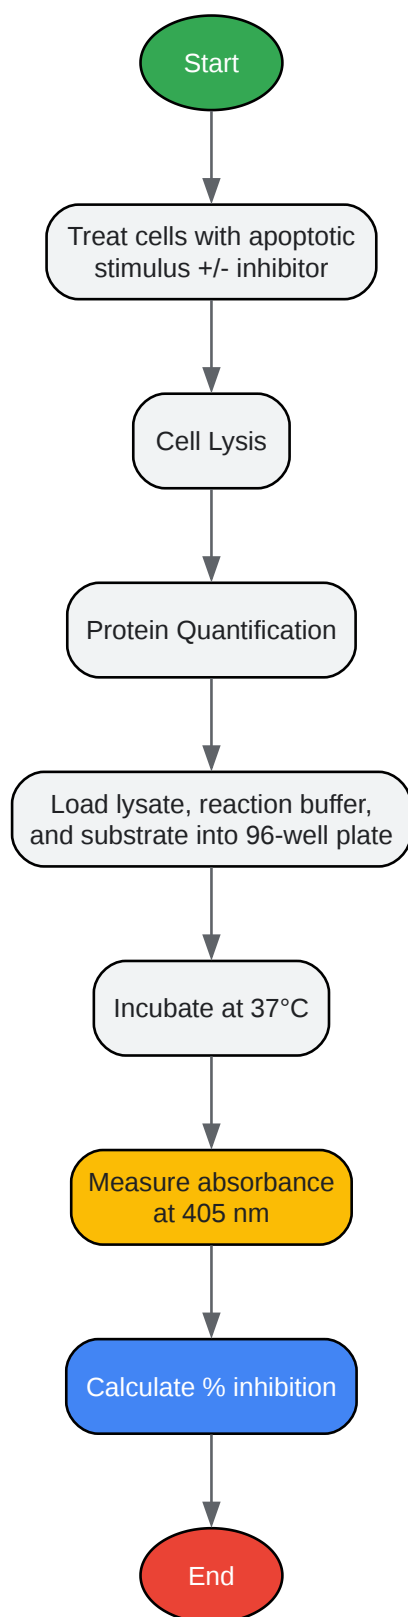 Start
Treat cells with apoptotic
stimulus +/- inhibitor
Cell Lysis
Protein Quantification
Load lysate, reaction buffer,
and substrate into 96-well plate
Incubate at 37°C
Measure absorbance
at 405 nm
Calculate % inhibition
End